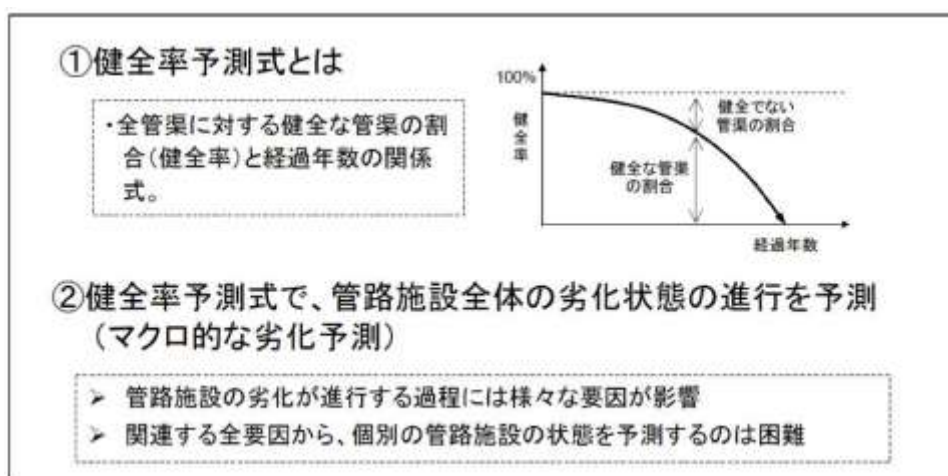 ①健全率予測式とは
・全管渠に対する健全な管渠の割
合(健全率)と経過年数の関係
式。
100%
健全率
健全でない
管渠の割合
健全な管渠
の割合
経過年数
②健全率予測式で、管路施設全体の劣化状態の進行を予測
(マクロ的な劣化予測)
➢ 管路施設の劣化が進行する過程には様々な要因が影響
➢ 関連する全要因から、個別の管路施設の状態を予測するのは困難